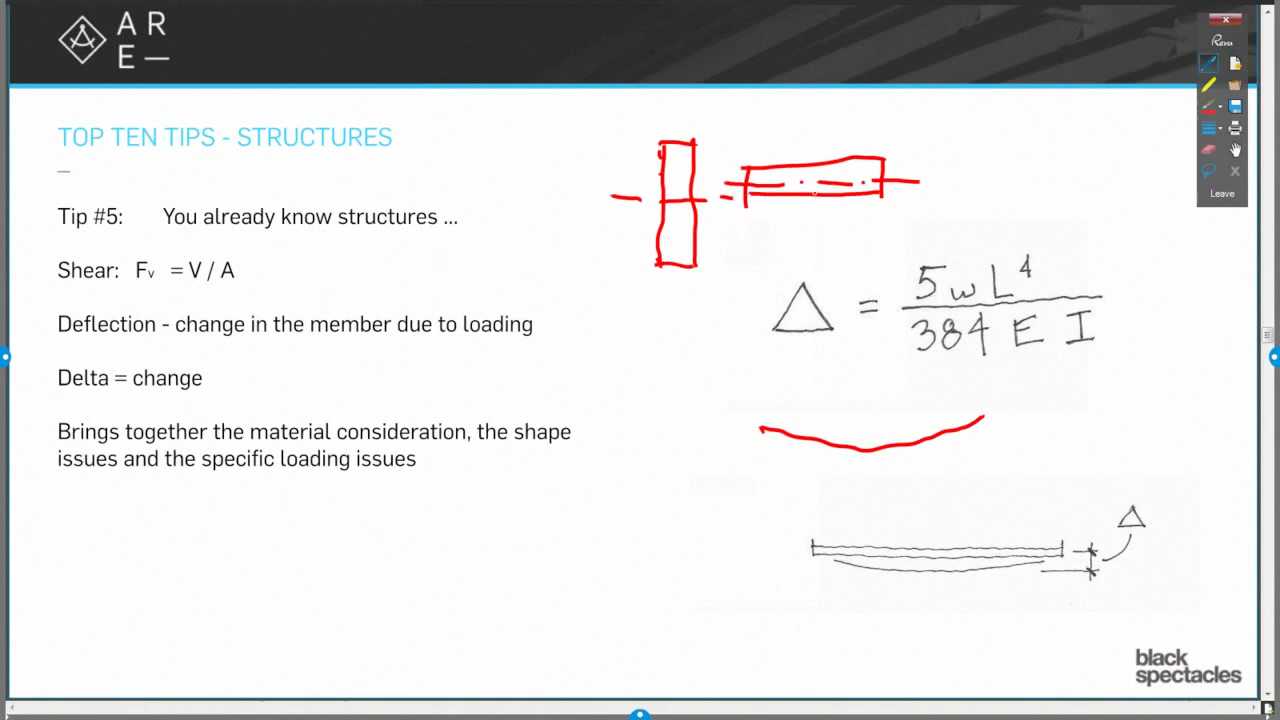 A R
E —
TOP TEN TIPS - STRUCTURES
Tip #5: You already know structures ...
Shear: Fv = V / A
Deflection - change in the member due to loading
Delta = change
Brings together the material consideration, the shape
issues and the specific loading issues
Δ = 5wL⁴
384 E I
Δ
black
spectacles
Leave